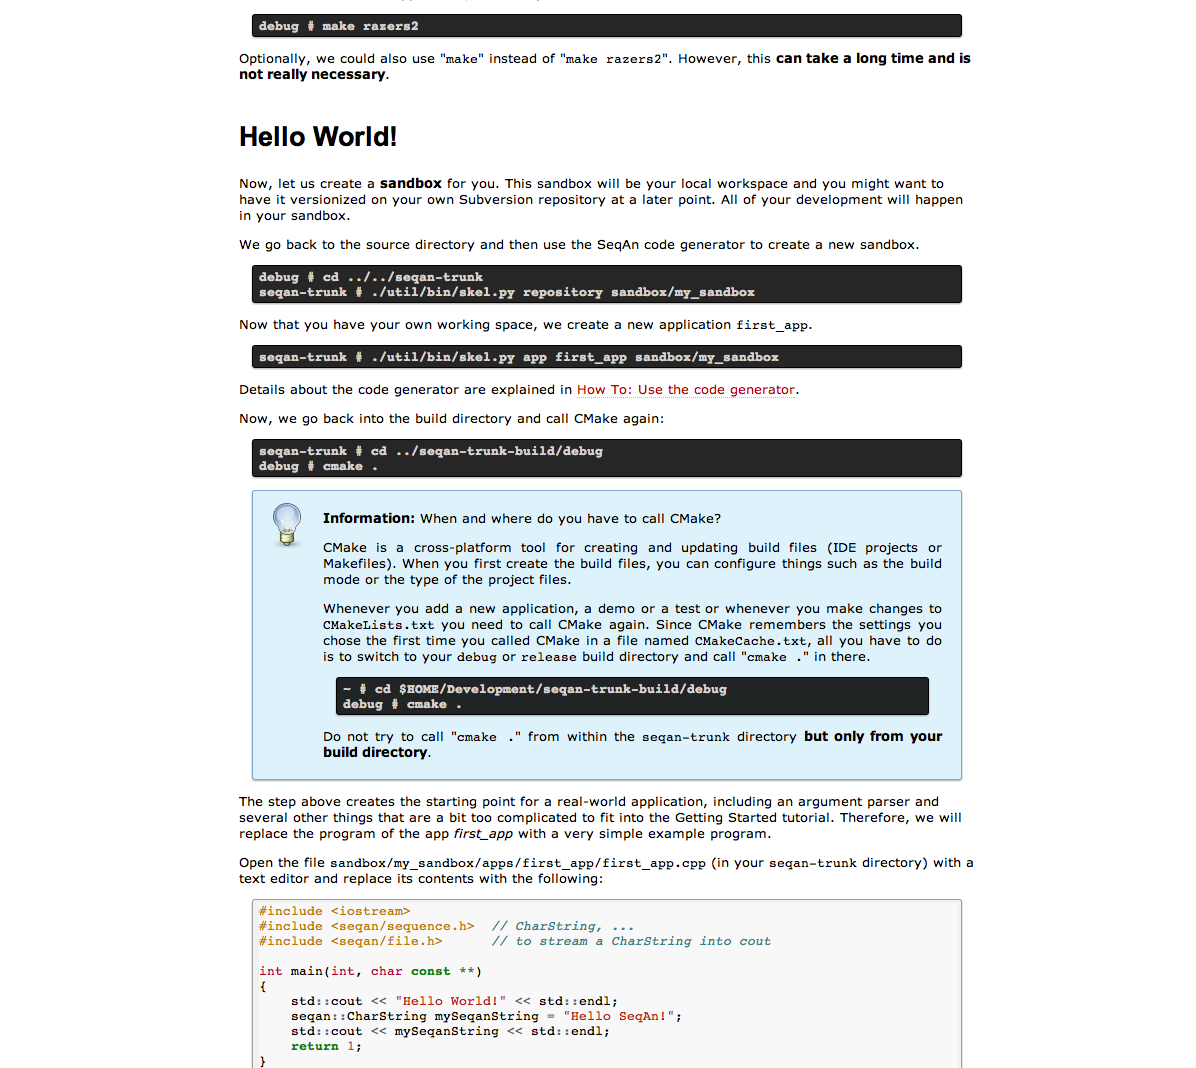 debug # make razers2
Optionally, we could also use "make" instead of "make razers2". However, this can take a long time and is
not really necessary.
Hello World!
Now, let us create a sandbox for you. This sandbox will be your local workspace and you might want to
have it versionized on your own Subversion repository at a later point. All of your development will happen
in your sandbox.
We go back to the source directory and then use the SeqAn code generator to create a new sandbox.
debug # cd ../../seqan-trunk
seqan-trunk # ./util/bin/skel.py repository sandbox/my_sandbox
Now that you have your own working space, we create a new application first_app.
seqan-trunk # ./util/bin/skel.py app first_app sandbox/my_sandbox
Details about the code generator are explained in How To: Use the code generator.
Now, we go back into the build directory and call CMake again:
seqan-trunk # cd ../seqan-trunk-build/debug
debug # cmake .
Information: When and where do you have to call CMake?
CMake is a cross-platform tool for creating and updating build files (IDE projects or
Makefiles). When you first create the build files, you can configure things such as the build
mode or the type of the project files.
Whenever you add a new application, a demo or a test or whenever you make changes to
CMakeLists.txt you need to call CMake again. Since CMake remembers the settings you
chose the first time you called CMake in a file named CMakeCache.txt, all you have to do
is to switch to your debug or release build directory and call "cmake ." in there.
~ # cd $HOME/Development/seqan-trunk-build/debug
debug # cmake .
Do not try to call "cmake ." from within the seqan-trunk directory but only from your
build directory.
The step above creates the starting point for a real-world application, including an argument parser and
several other things that are a bit too complicated to fit into the Getting Started tutorial. Therefore, we will
replace the program of the app first_app with a very simple example program.
Open the file sandbox/my_sandbox/apps/first_app/first_app.cpp (in your seqan-trunk directory) with a
text editor and replace its contents with the following:
#include <iostream>
#include <seqan/sequence.h>  // CharString, ...
#include <seqan/file.h>      // to stream a CharString into cout
int main(int, char const **)
{
    std::cout << "Hello World!" << std::endl;
    seqan::CharString mySeqanString = "Hello SeqAn!";
    std::cout << mySeqanString << std::endl;
    return 1;
}